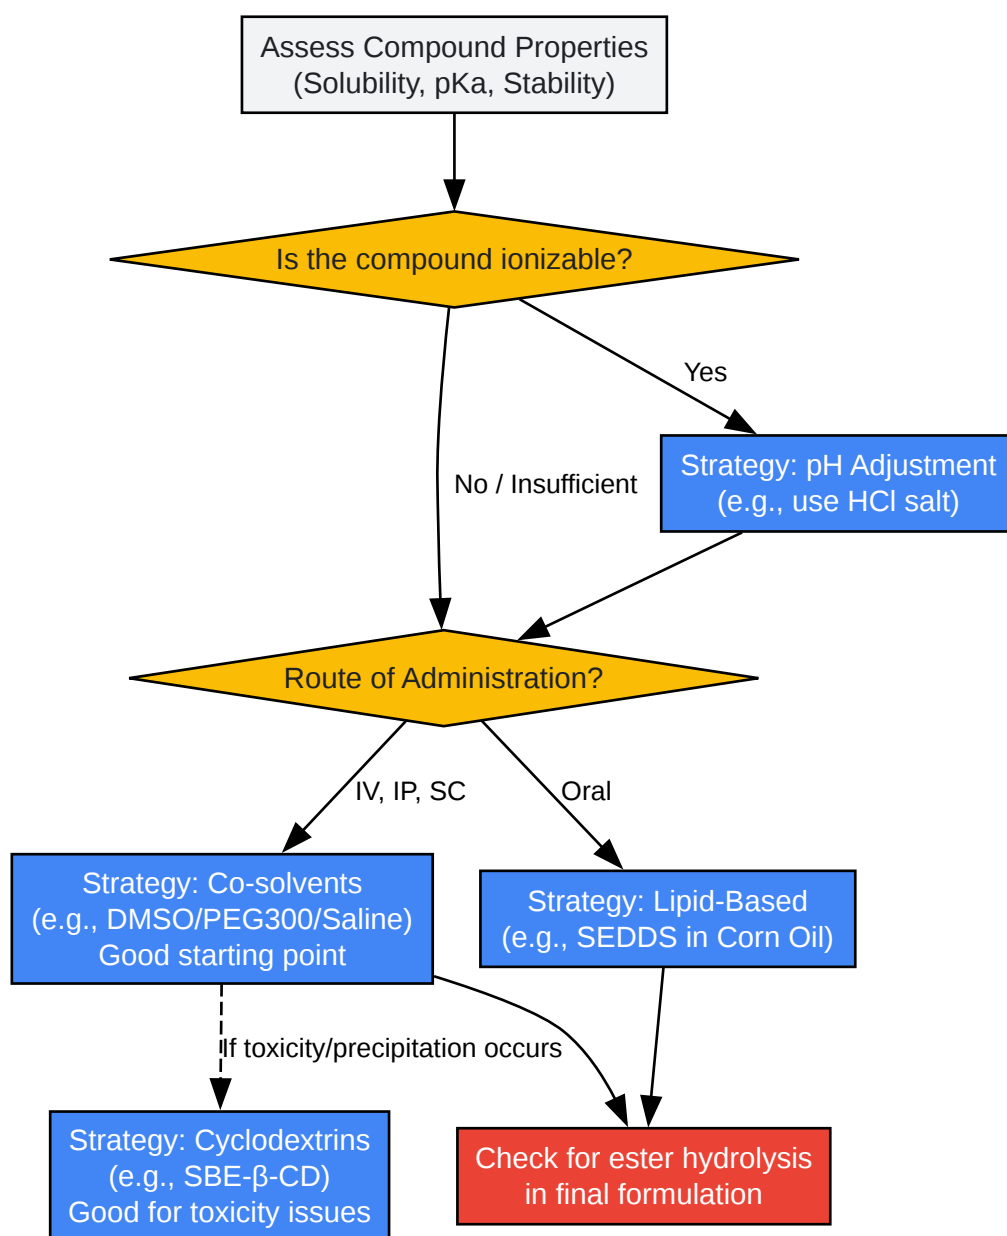 Assess Compound Properties
(Solubility, pKa, Stability)
Is the compound ionizable?
Yes
Strategy: pH Adjustment
(e.g., use HCl salt)
No / Insufficient
Route of Administration?
IV, IP, SC
Oral
Strategy: Co-solvents
(e.g., DMSO/PEG300/Saline)
Good starting point
Strategy: Lipid-Based
(e.g., SEDDS in Corn Oil)
If toxicity/precipitation occurs
Strategy: Cyclodextrins
(e.g., SBE-β-CD)
Good for toxicity issues
Check for ester hydrolysis
in final formulation